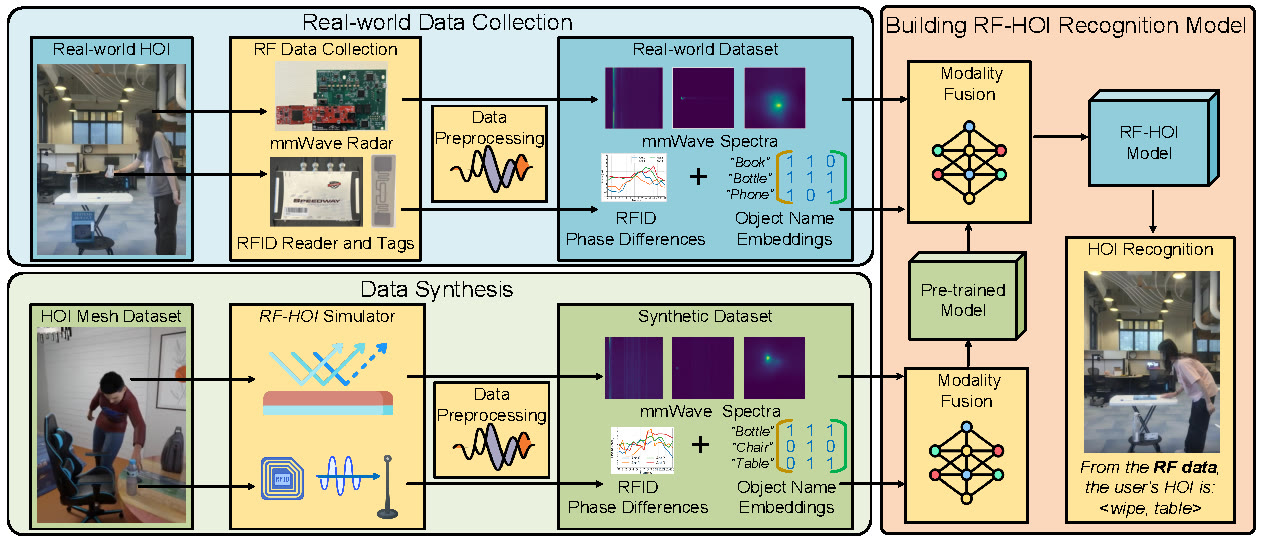 Real-world Data Collection
Real-world HOI
RF Data Collection
mmWave Radar
SPEEDWAY
RFID Reader and Tags
Data
Preprocessing
Real-world Dataset
mmWave Spectra
RFID
Phase Differences
+
"Book" 1 1 0
"Bottle" 1 1 1
"Phone" 1 0 1
Object Name
Embeddings
Data Synthesis
HOI Mesh Dataset
RF-HOI Simulator
RFID
Data
Preprocessing
Synthetic Dataset
mmWave Spectra
RFID
Phase Differences
+
"Bottle" 1 1 1
"Chair" 0 1 0
"Table" 0 1 1
Object Name
Embeddings
Building RF-HOI Recognition Model
Modality
Fusion
RF-HOI
Model
Pre-trained
Model
Modality
Fusion
HOI Recognition
From the RF data,
the user's HOI is:
<wipe, table>